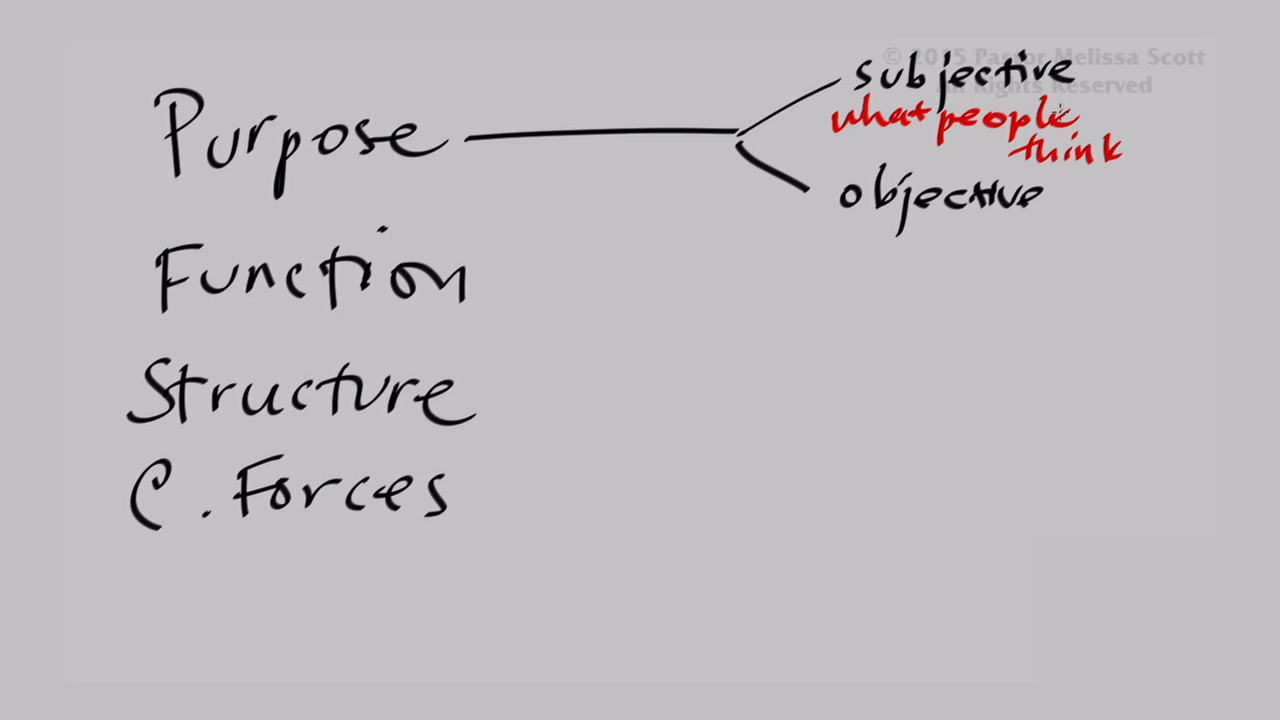 © 2015 Pastor Melissa Scott
All Rights Reserved
Purpose
subjective
what people
think
objective
Function
Structure
C. Forces